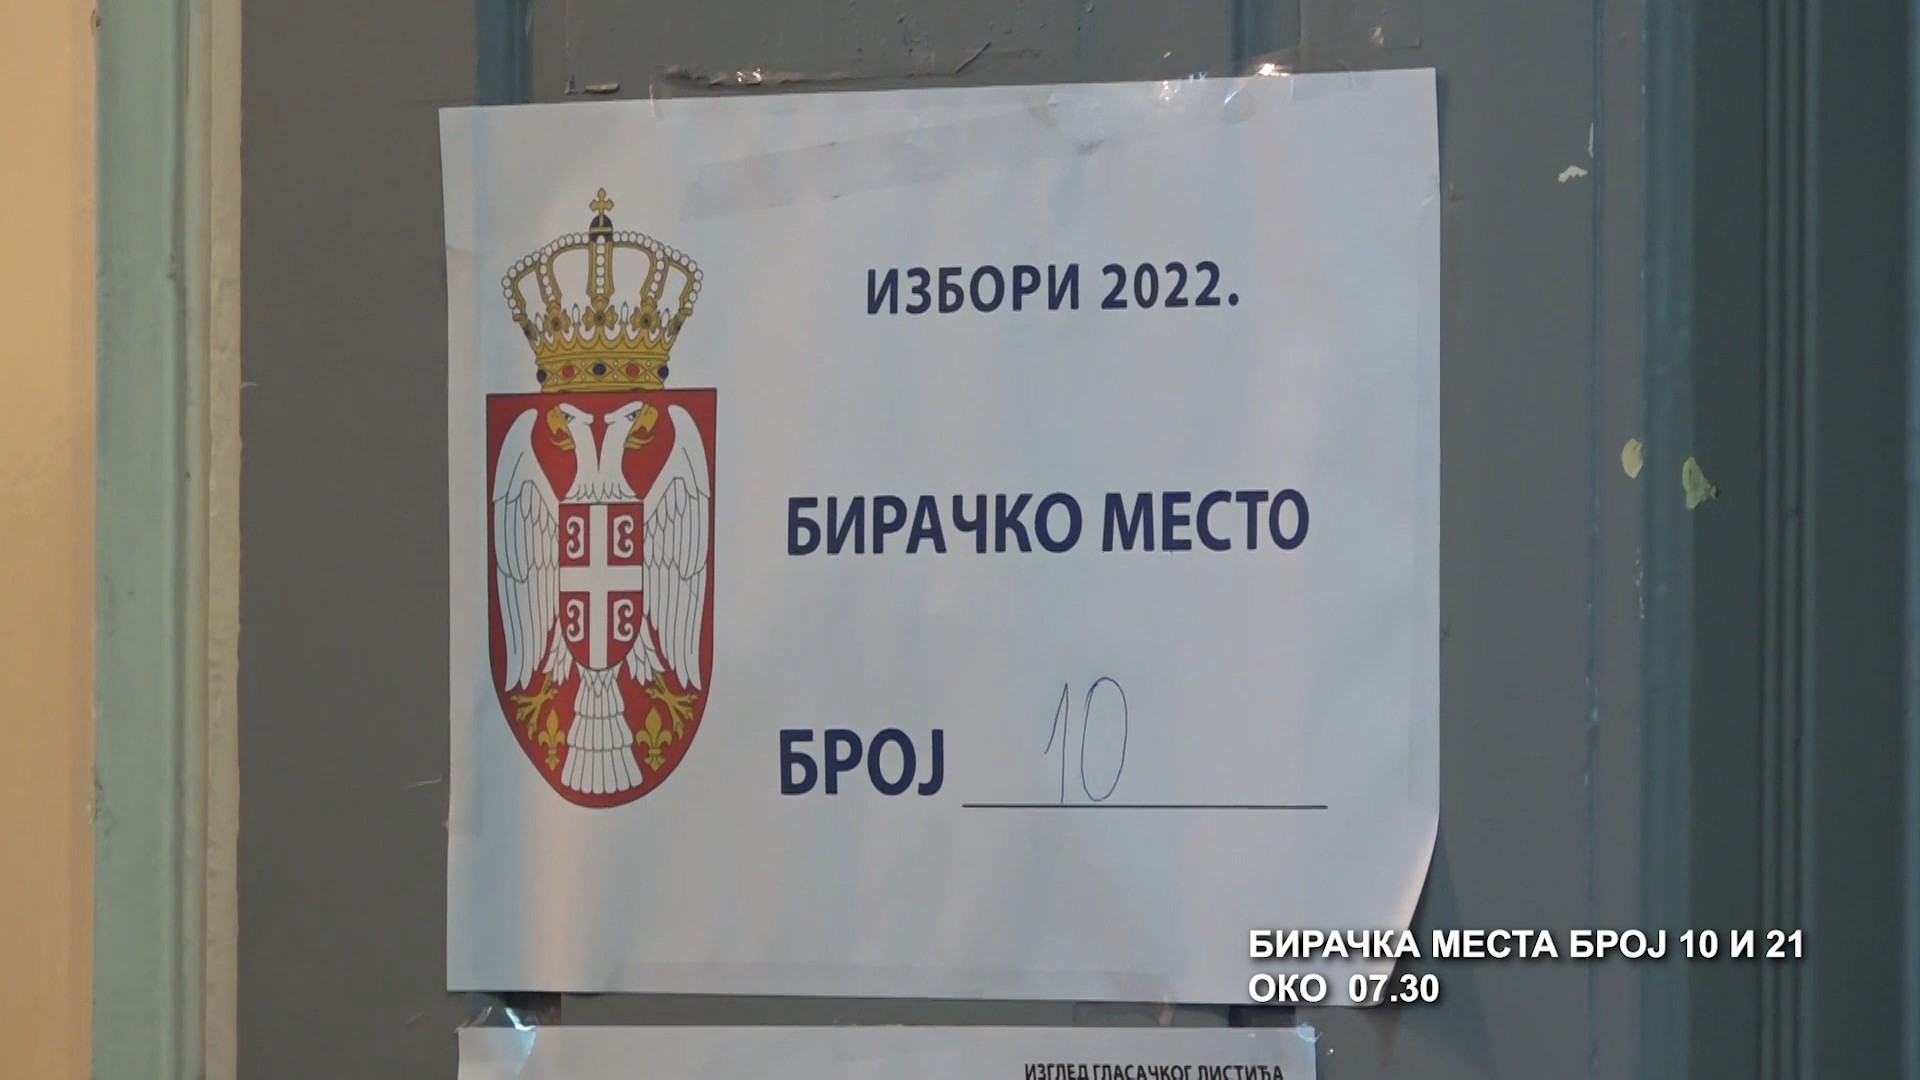 ИЗБОРИ 2022.
БИРАЧКО МЕСТО
БРОЈ 10
БИРАЧКА МЕСТА БРОЈ 10 И 21
ОКО 07.30
ИЗГЛЕД ГЛАСАЧКОГ ЛИСТИЋА